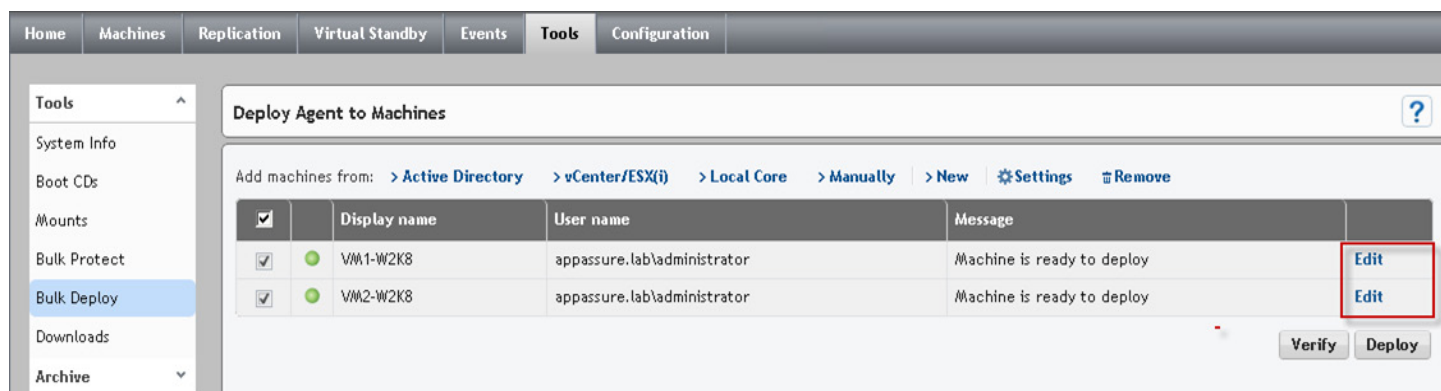 Home Machines Replication Virtual Standby Events Tools Configuration
Tools
System Info
Boot CDs
Mounts
Bulk Protect
Bulk Deploy
Downloads
Archive
Deploy Agent to Machines ?
Add machines from: > Active Directory > vCenter/ESX(i) > Local Core > Manually > New Settings Remove
Display name User name Message
VM1-W2K8 appassure.lab\administrator Machine is ready to deploy Edit
VM2-W2K8 appassure.lab\administrator Machine is ready to deploy Edit
Verify Deploy